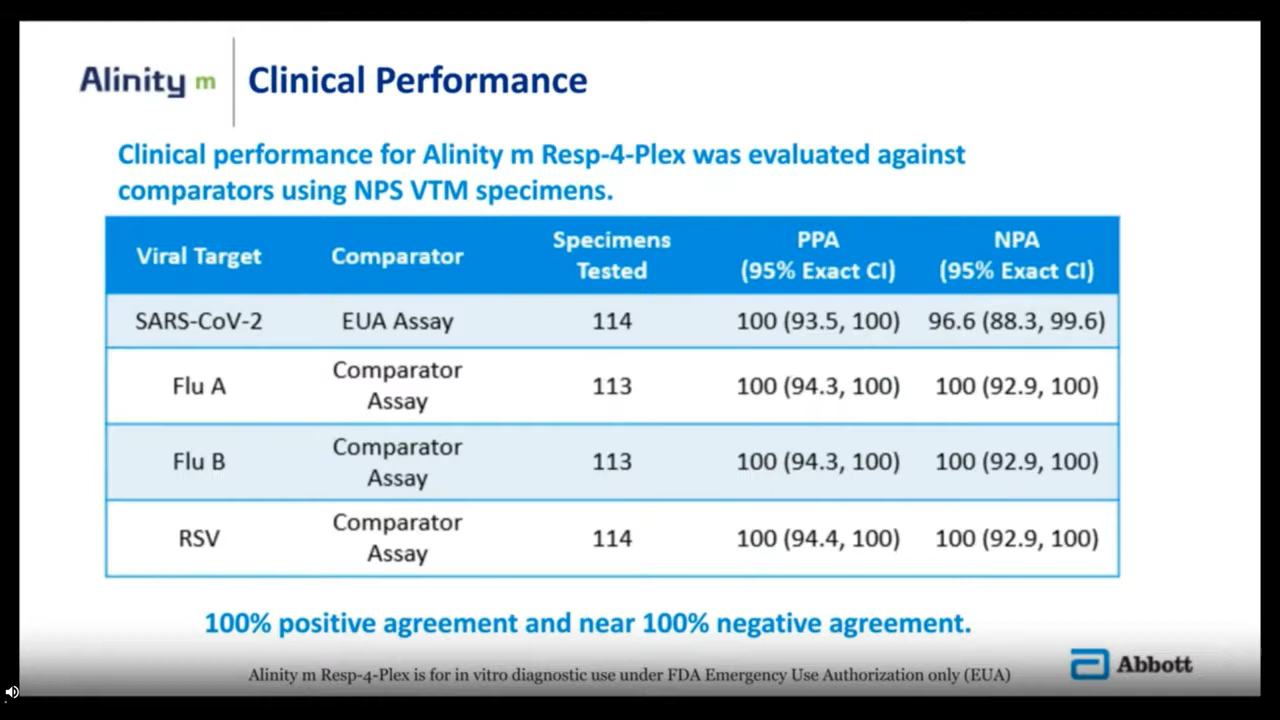 Alinity m
Clinical Performance
Clinical performance for Alinity m Resp-4-Plex was evaluated against
comparators using NPS VTM specimens.
Viral Target Comparator Specimens Tested PPA (95% Exact CI) NPA (95% Exact CI)
SARS-CoV-2 EUA Assay 114 100 (93.5, 100) 96.6 (88.3, 99.6)
Flu A Comparator Assay 113 100 (94.3, 100) 100 (92.9, 100)
Flu B Comparator Assay 113 100 (94.3, 100) 100 (92.9, 100)
RSV Comparator Assay 114 100 (94.4, 100) 100 (92.9, 100)
100% positive agreement and near 100% negative agreement.
Alinity m Resp-4-Plex is for in vitro diagnostic use under FDA Emergency Use Authorization only (EUA)
Abbott